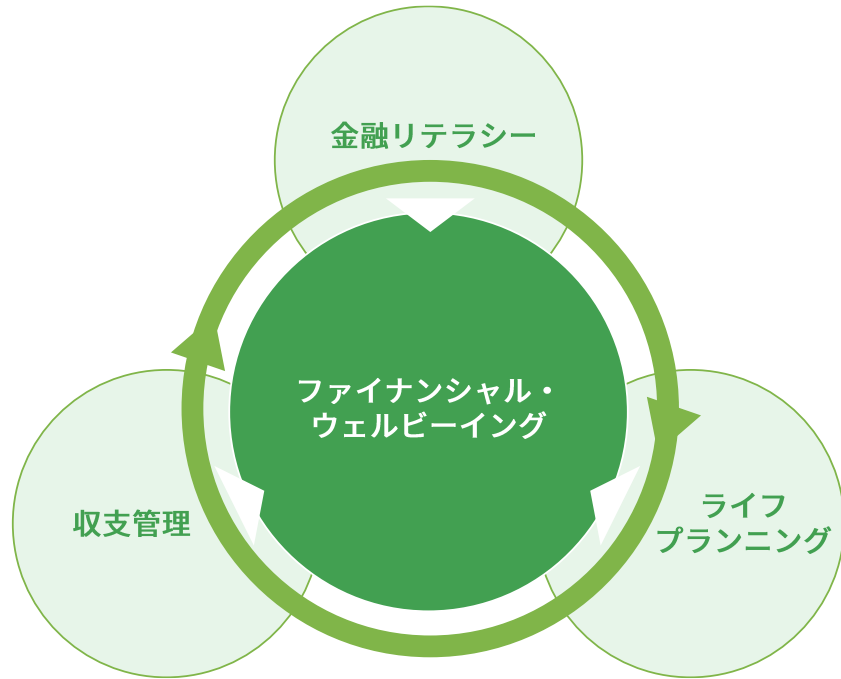 金融リテラシー
ファイナンシャル・
ウェルビーイング
収支管理
ライフ
プランニング